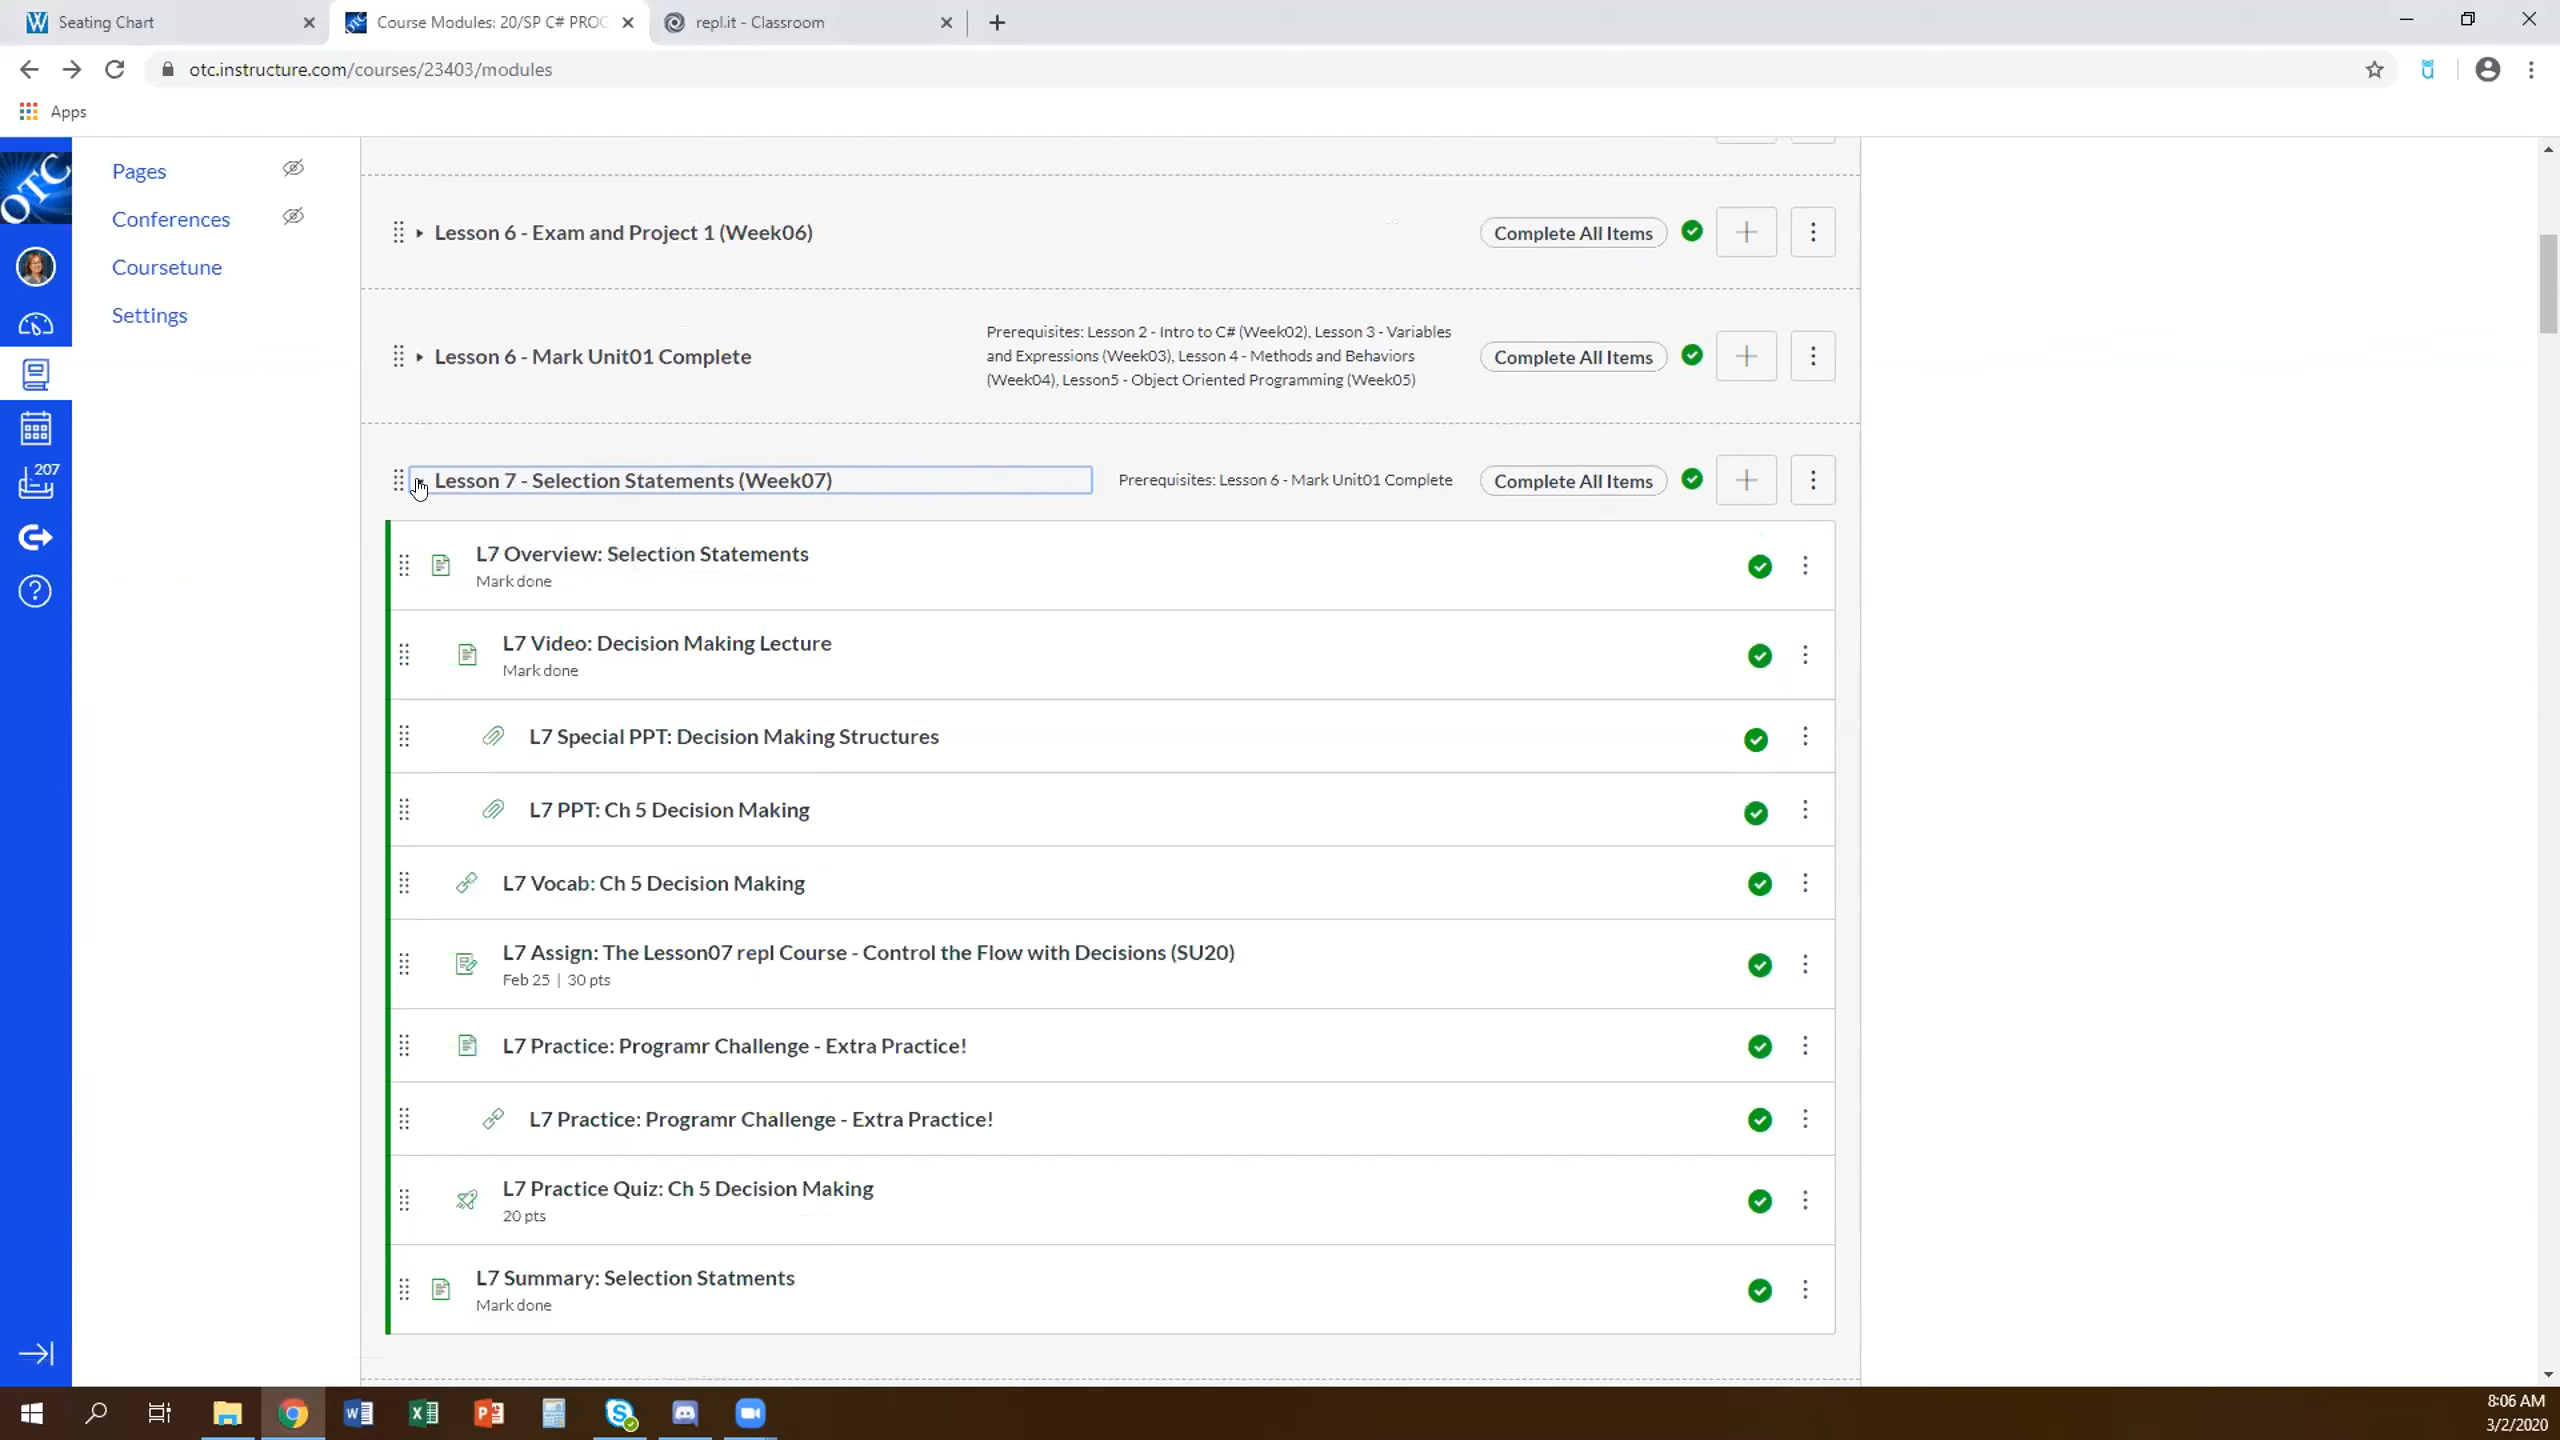 Seating Chart
Course Modules: 20/SP C# PROG
repl.it - Classroom
otc.instructure.com/courses/23403/modules
Apps
OTC
Pages
Conferences
Coursetune
Settings
207
Lesson 6 - Exam and Project 1 (Week06)
Complete All Items
Lesson 6 - Mark Unit01 Complete
Prerequisites: Lesson 2 - Intro to C# (Week02), Lesson 3 - Variables
and Expressions (Week03), Lesson 4 - Methods and Behaviors
(Week04), Lesson5 - Object Oriented Programming (Week05)
Complete All Items
Lesson 7 - Selection Statements (Week07)
Prerequisites: Lesson 6 - Mark Unit01 Complete
Complete All Items
L7 Overview: Selection Statements
Mark done
L7 Video: Decision Making Lecture
Mark done
L7 Special PPT: Decision Making Structures
L7 PPT: Ch 5 Decision Making
L7 Vocab: Ch 5 Decision Making
L7 Assign: The Lesson07 repl Course - Control the Flow with Decisions (SU20)
Feb 25 | 30 pts
L7 Practice: Programr Challenge - Extra Practice!
L7 Practice: Programr Challenge - Extra Practice!
L7 Practice Quiz: Ch 5 Decision Making
20 pts
L7 Summary: Selection Statments
Mark done
8:06 AM
3/2/2020